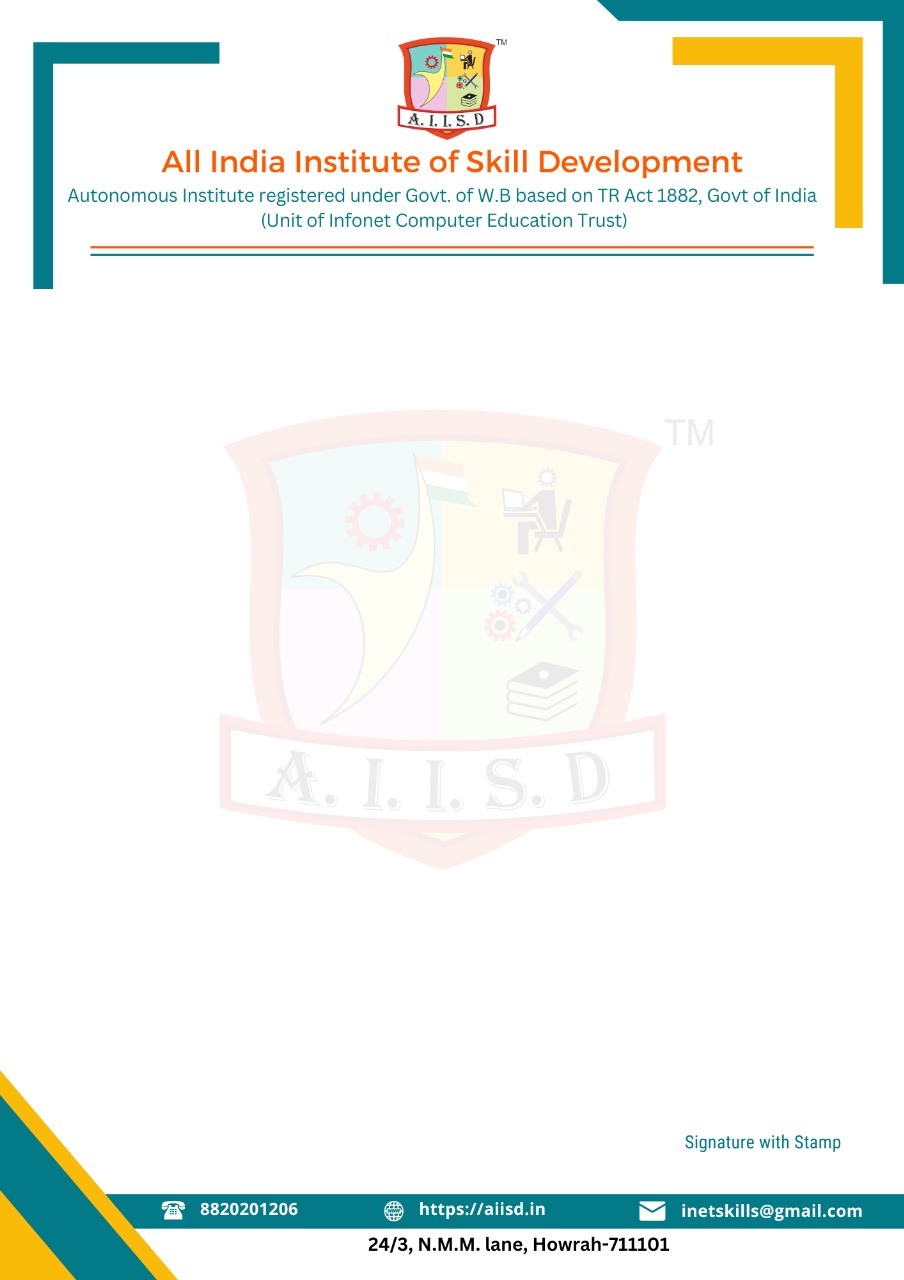 TM
A. I. I. S. D
All India Institute of Skill Development
Autonomous Institute registered under Govt. of W.B based on TR Act 1882, Govt of India
(Unit of Infonet Computer Education Trust)
TM
A. I. I. S. D
Signature with Stamp
8820201206
https://aiisd.in
inetskills@gmail.com
24/3, N.M.M. lane, Howrah-711101